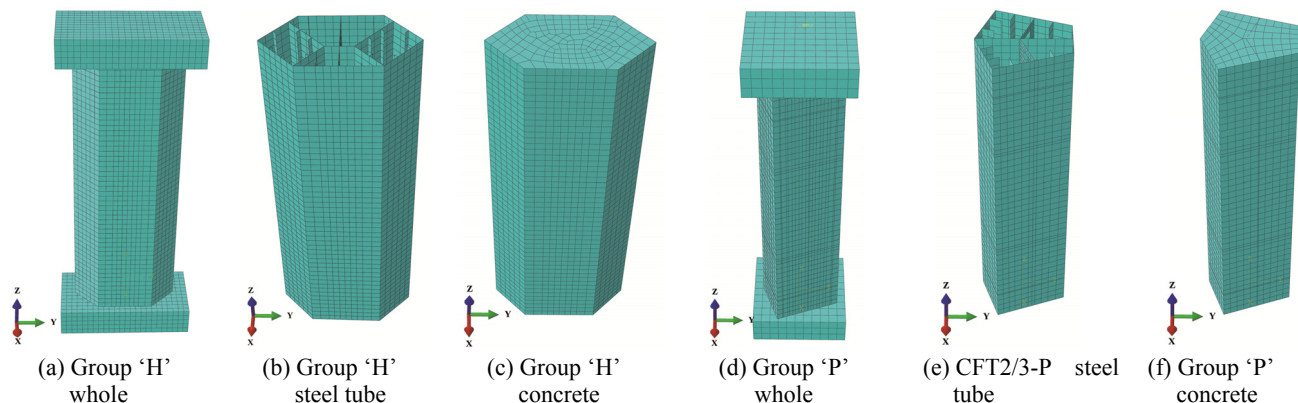 Z
Y
X
Z
Y
X
Z
Y
X
Z
Y
X
Z
Y
X
Z
Y
X
(a) Group ‘H’
whole
(b) Group ‘H’
steel tube
(c) Group ‘H’
concrete
(d) Group ‘P’
whole
(e) CFT2/3-P steel
tube
(f) Group ‘P’
concrete